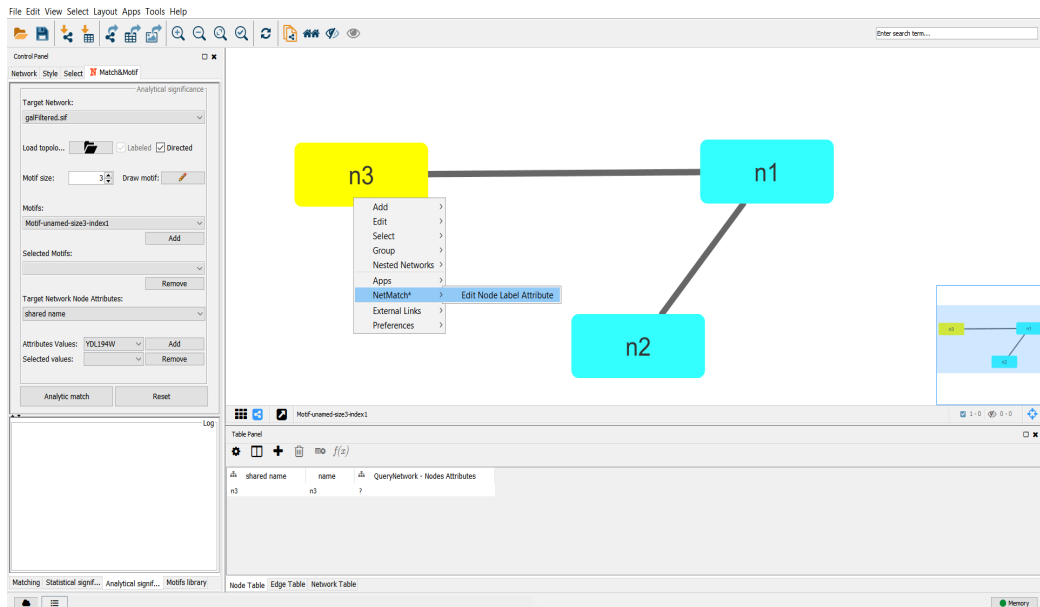 File Edit View Select Layout Apps Tools Help
Enter search term...
Control Panel
Network Style Select Match&Motif
Analytical significance
Target Network:
galFiltered.sif
Load topolo... Labeled Directed
Motif size: 3 Draw motif:
Motifs:
Motif-unamed-size3-index1
Add
Selected Motifs:
Remove
Target Network Node Attributes:
shared name
Attributes Values: YDL194W Add
Selected values: Remove
Analytic match Reset
Log
Matching Statistical signif... Analytical signif... Motifs library
n3
n1
n2
Add
Edit
Select
Group
Nested Networks
Apps
NetMatch* Edit Node Label Attribute
External Links
Preferences
n3 n1
n2
Motif-unamed-size3-index1 1 - 0 0 - 0
Table Panel
f(x)
shared name name QueryNetwork - Nodes Attributes
n3 n3 ?
Node Table Edge Table Network Table
Memory